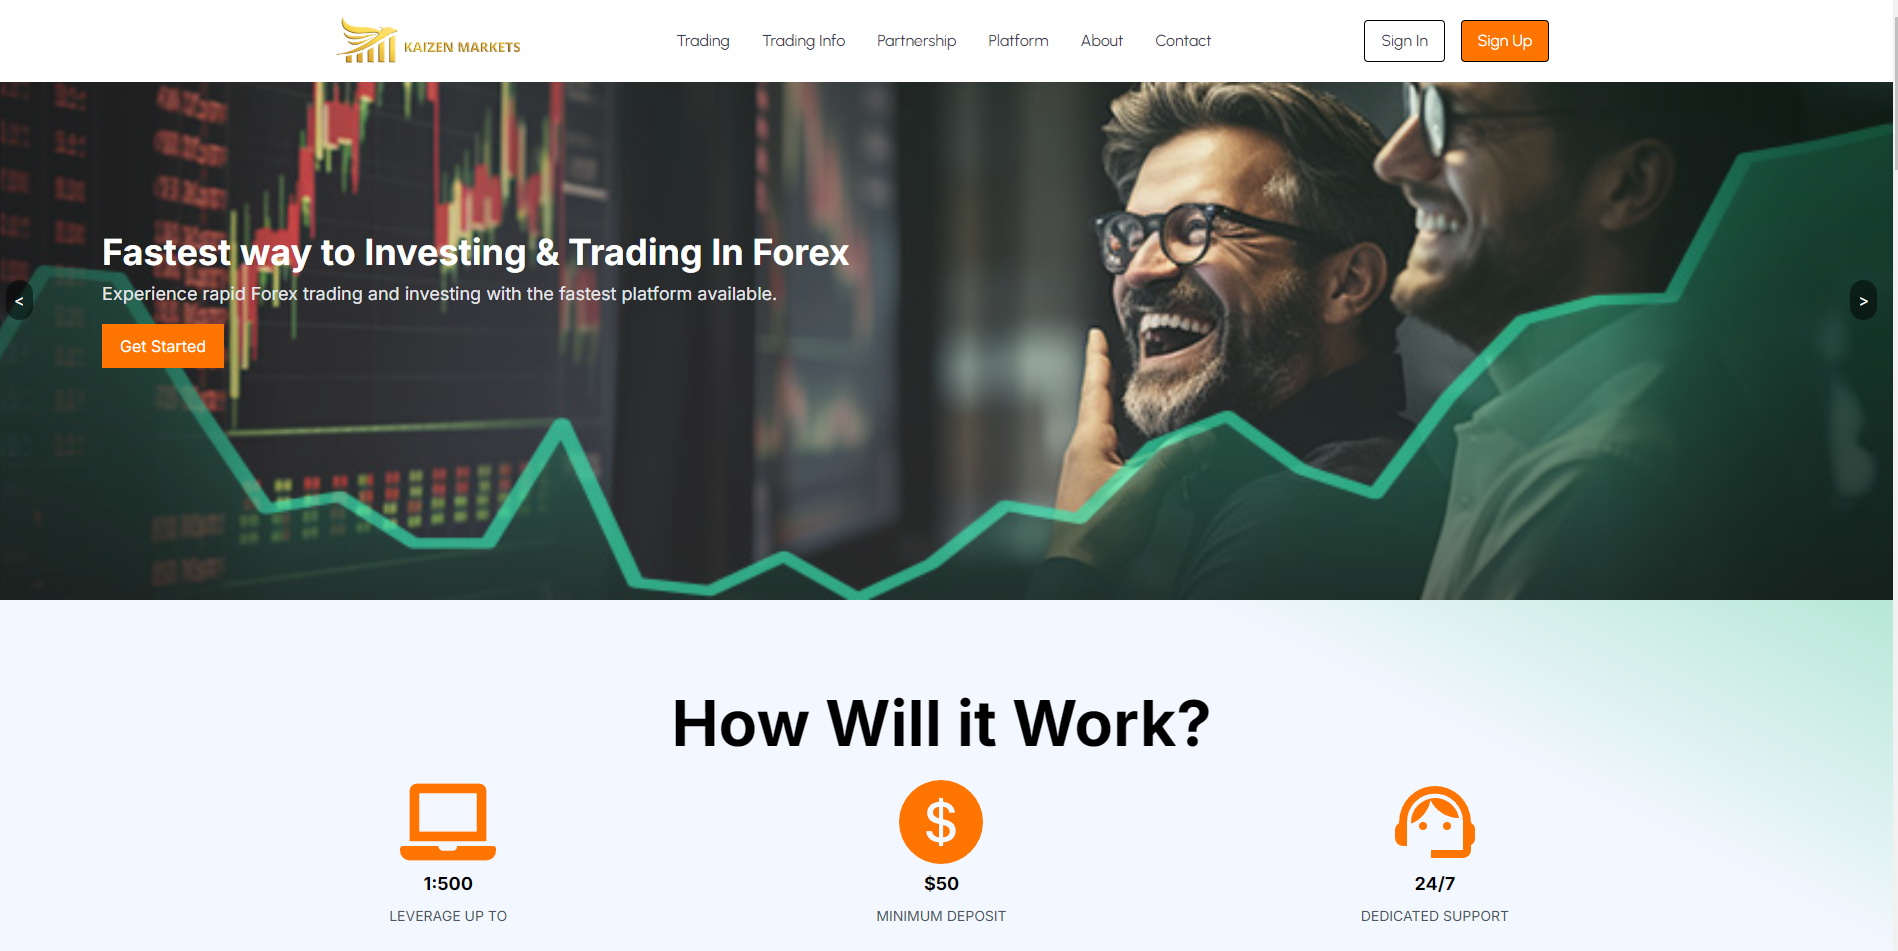 KAIZEN MARKETS
Trading
Trading Info
Partnership
Platform
About
Contact
Sign In
Sign Up
Fastest way to Investing & Trading In Forex
Experience rapid Forex trading and investing with the fastest platform available.
<
>
Get Started
How Will it Work?
$
1:500
$50
24/7
LEVERAGE UP TO
MINIMUM DEPOSIT
DEDICATED SUPPORT